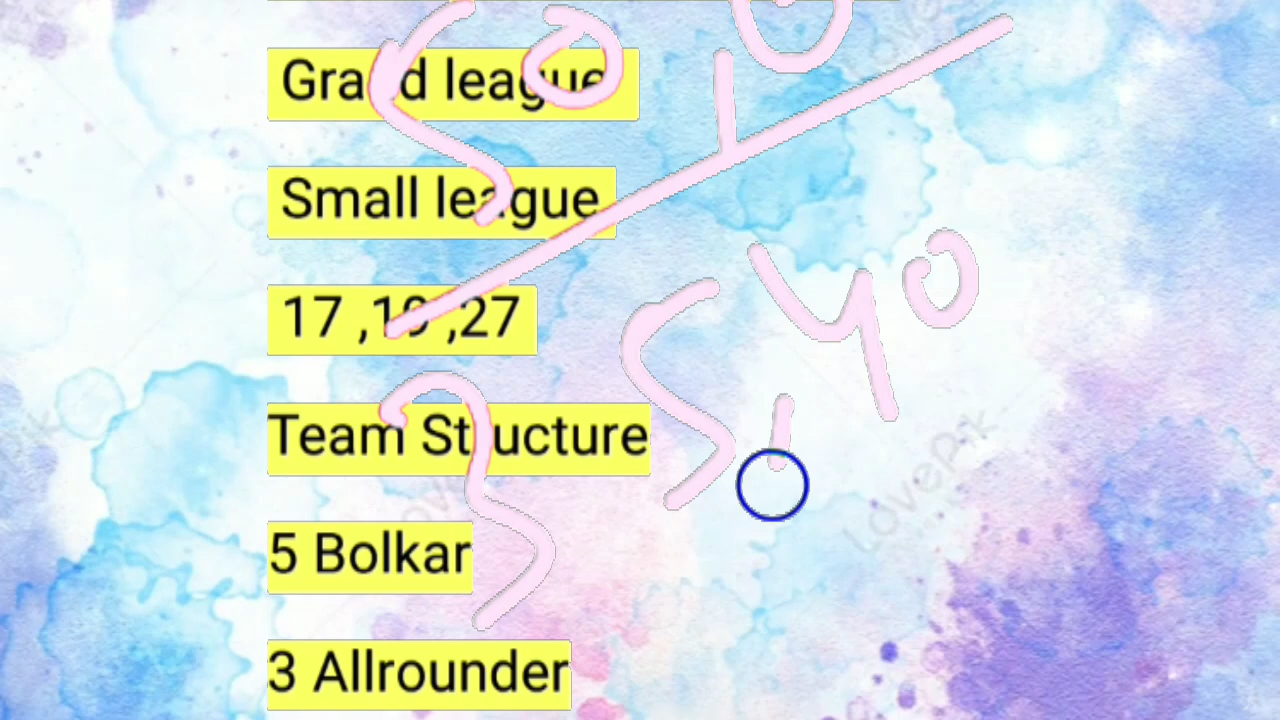 Grand league
Small league
17 ,19 ,27
Team Structure
5 Bolkar
3 Allrounder